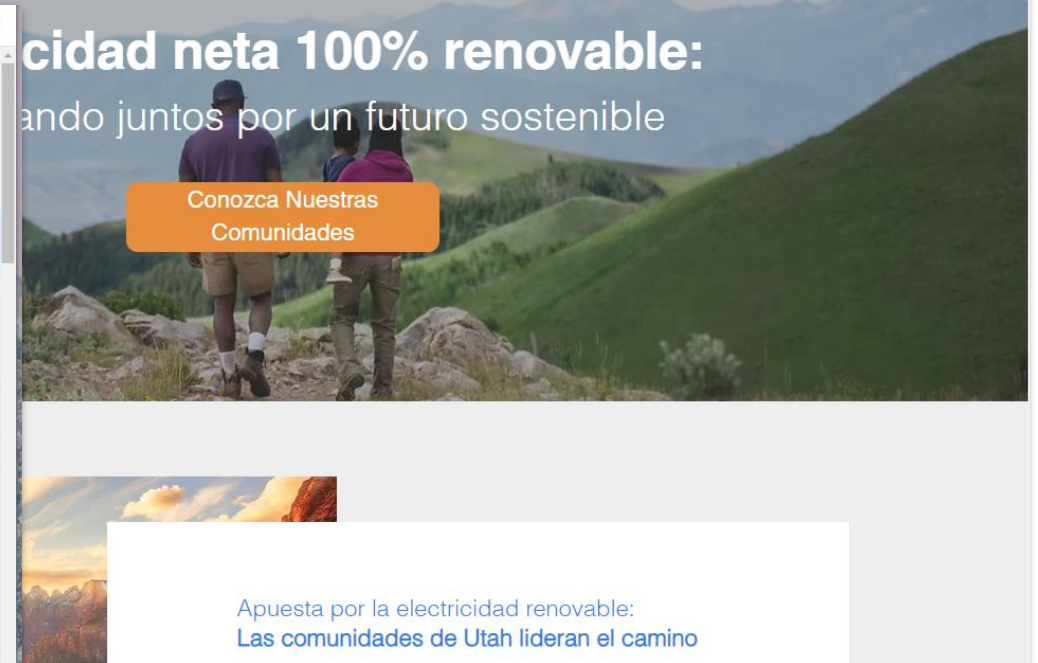 cidad neta 100% renovable:
ando juntos por un futuro sostenible
Conozca Nuestras
Comunidades
Apuesta por la electricidad renovable:
Las comunidades de Utah lideran el camino